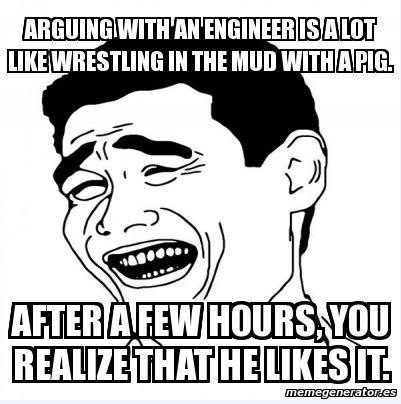 ARGUING WITH AN ENGINEER IS A LOT
LIKE WRESTLING IN THE MUD WITH A PIG.
AFTER A FEW HOURS, YOU
REALIZE THAT HE LIKES IT.
memegenerator.es